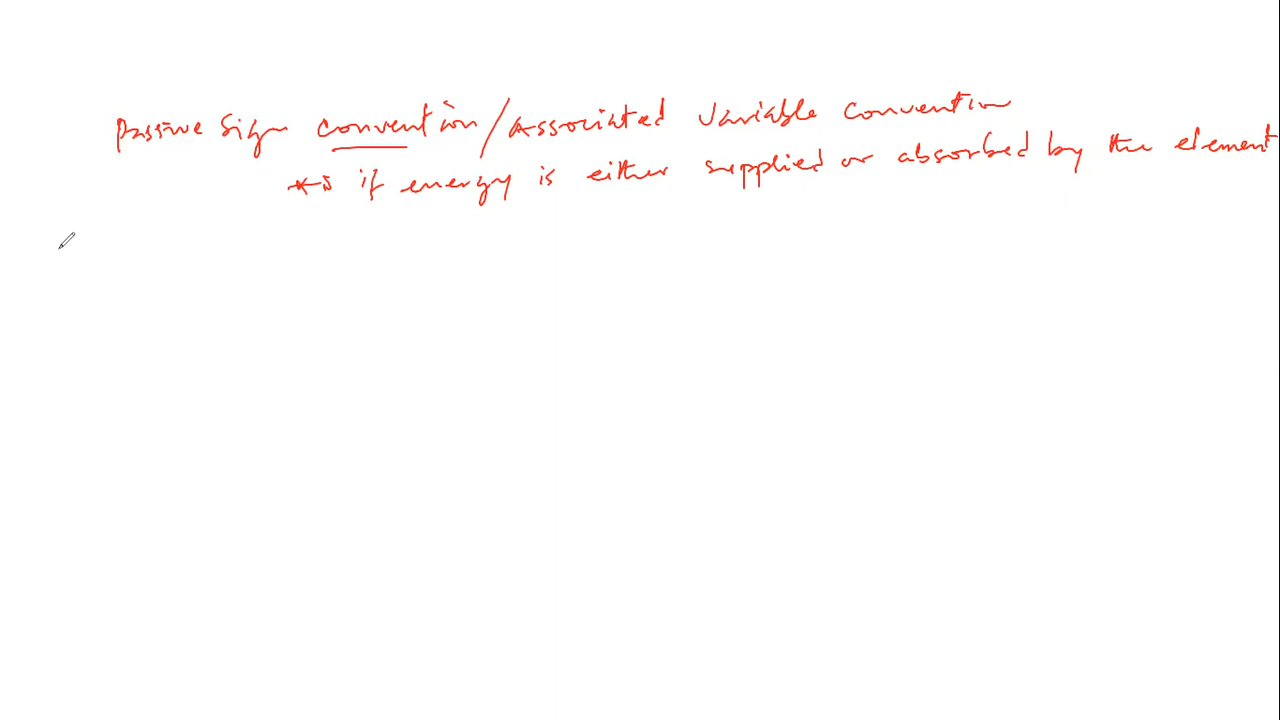 Passive Sign convention/Associated variable convention
if energy is either supplied or absorbed by the element